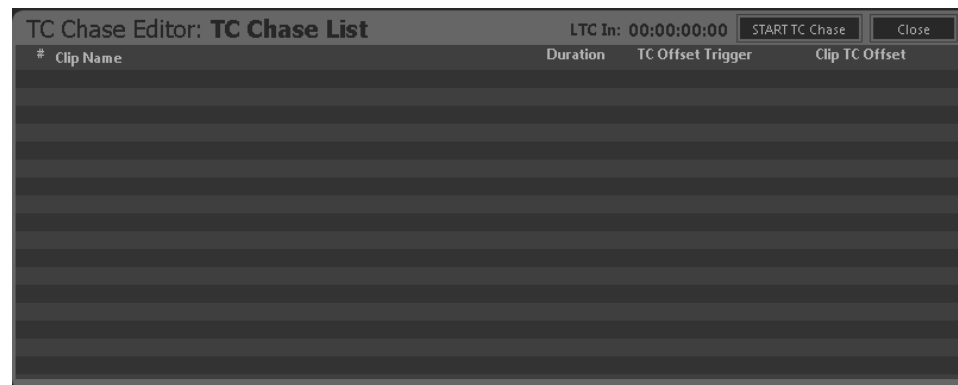 TC Chase Editor: TC Chase List LTC In: 00:00:00:00 START TC Chase Close
# Clip Name Duration TC Offset Trigger Clip TC Offset